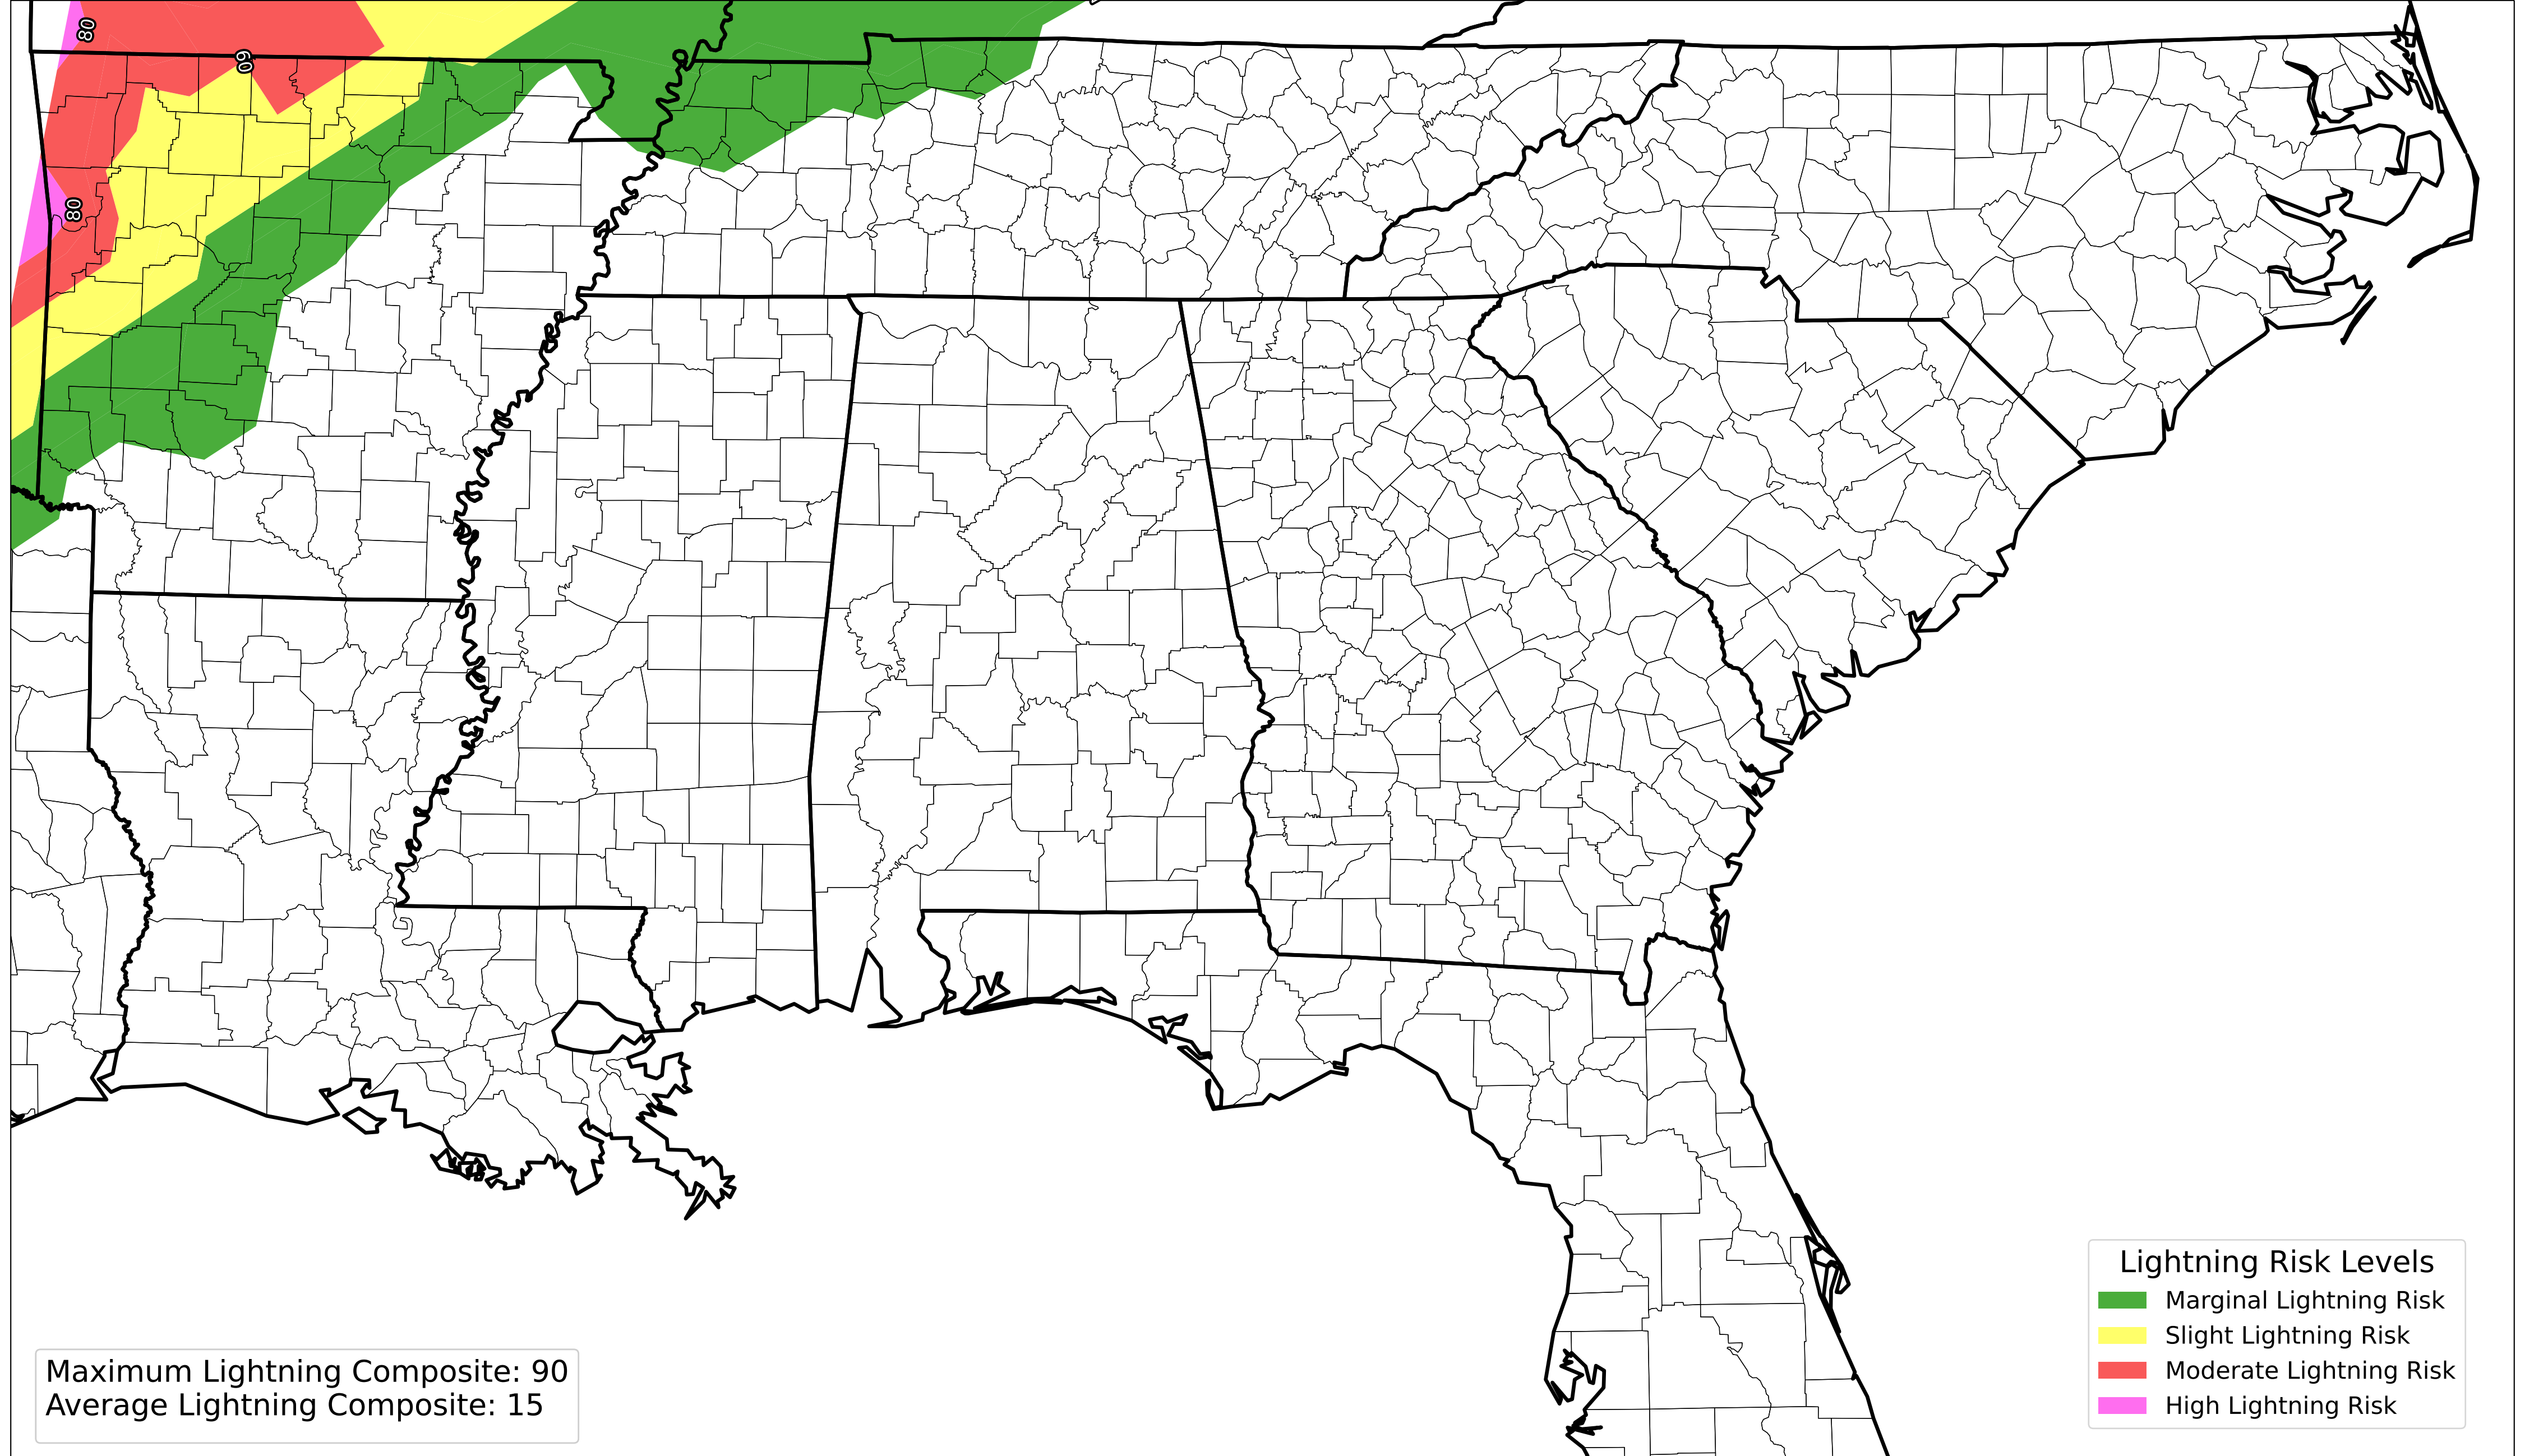 80
60
80
Lightning Risk Levels
Marginal Lightning Risk
Slight Lightning Risk
Moderate Lightning Risk
High Lightning Risk
Maximum Lightning Composite: 90
Average Lightning Composite: 15